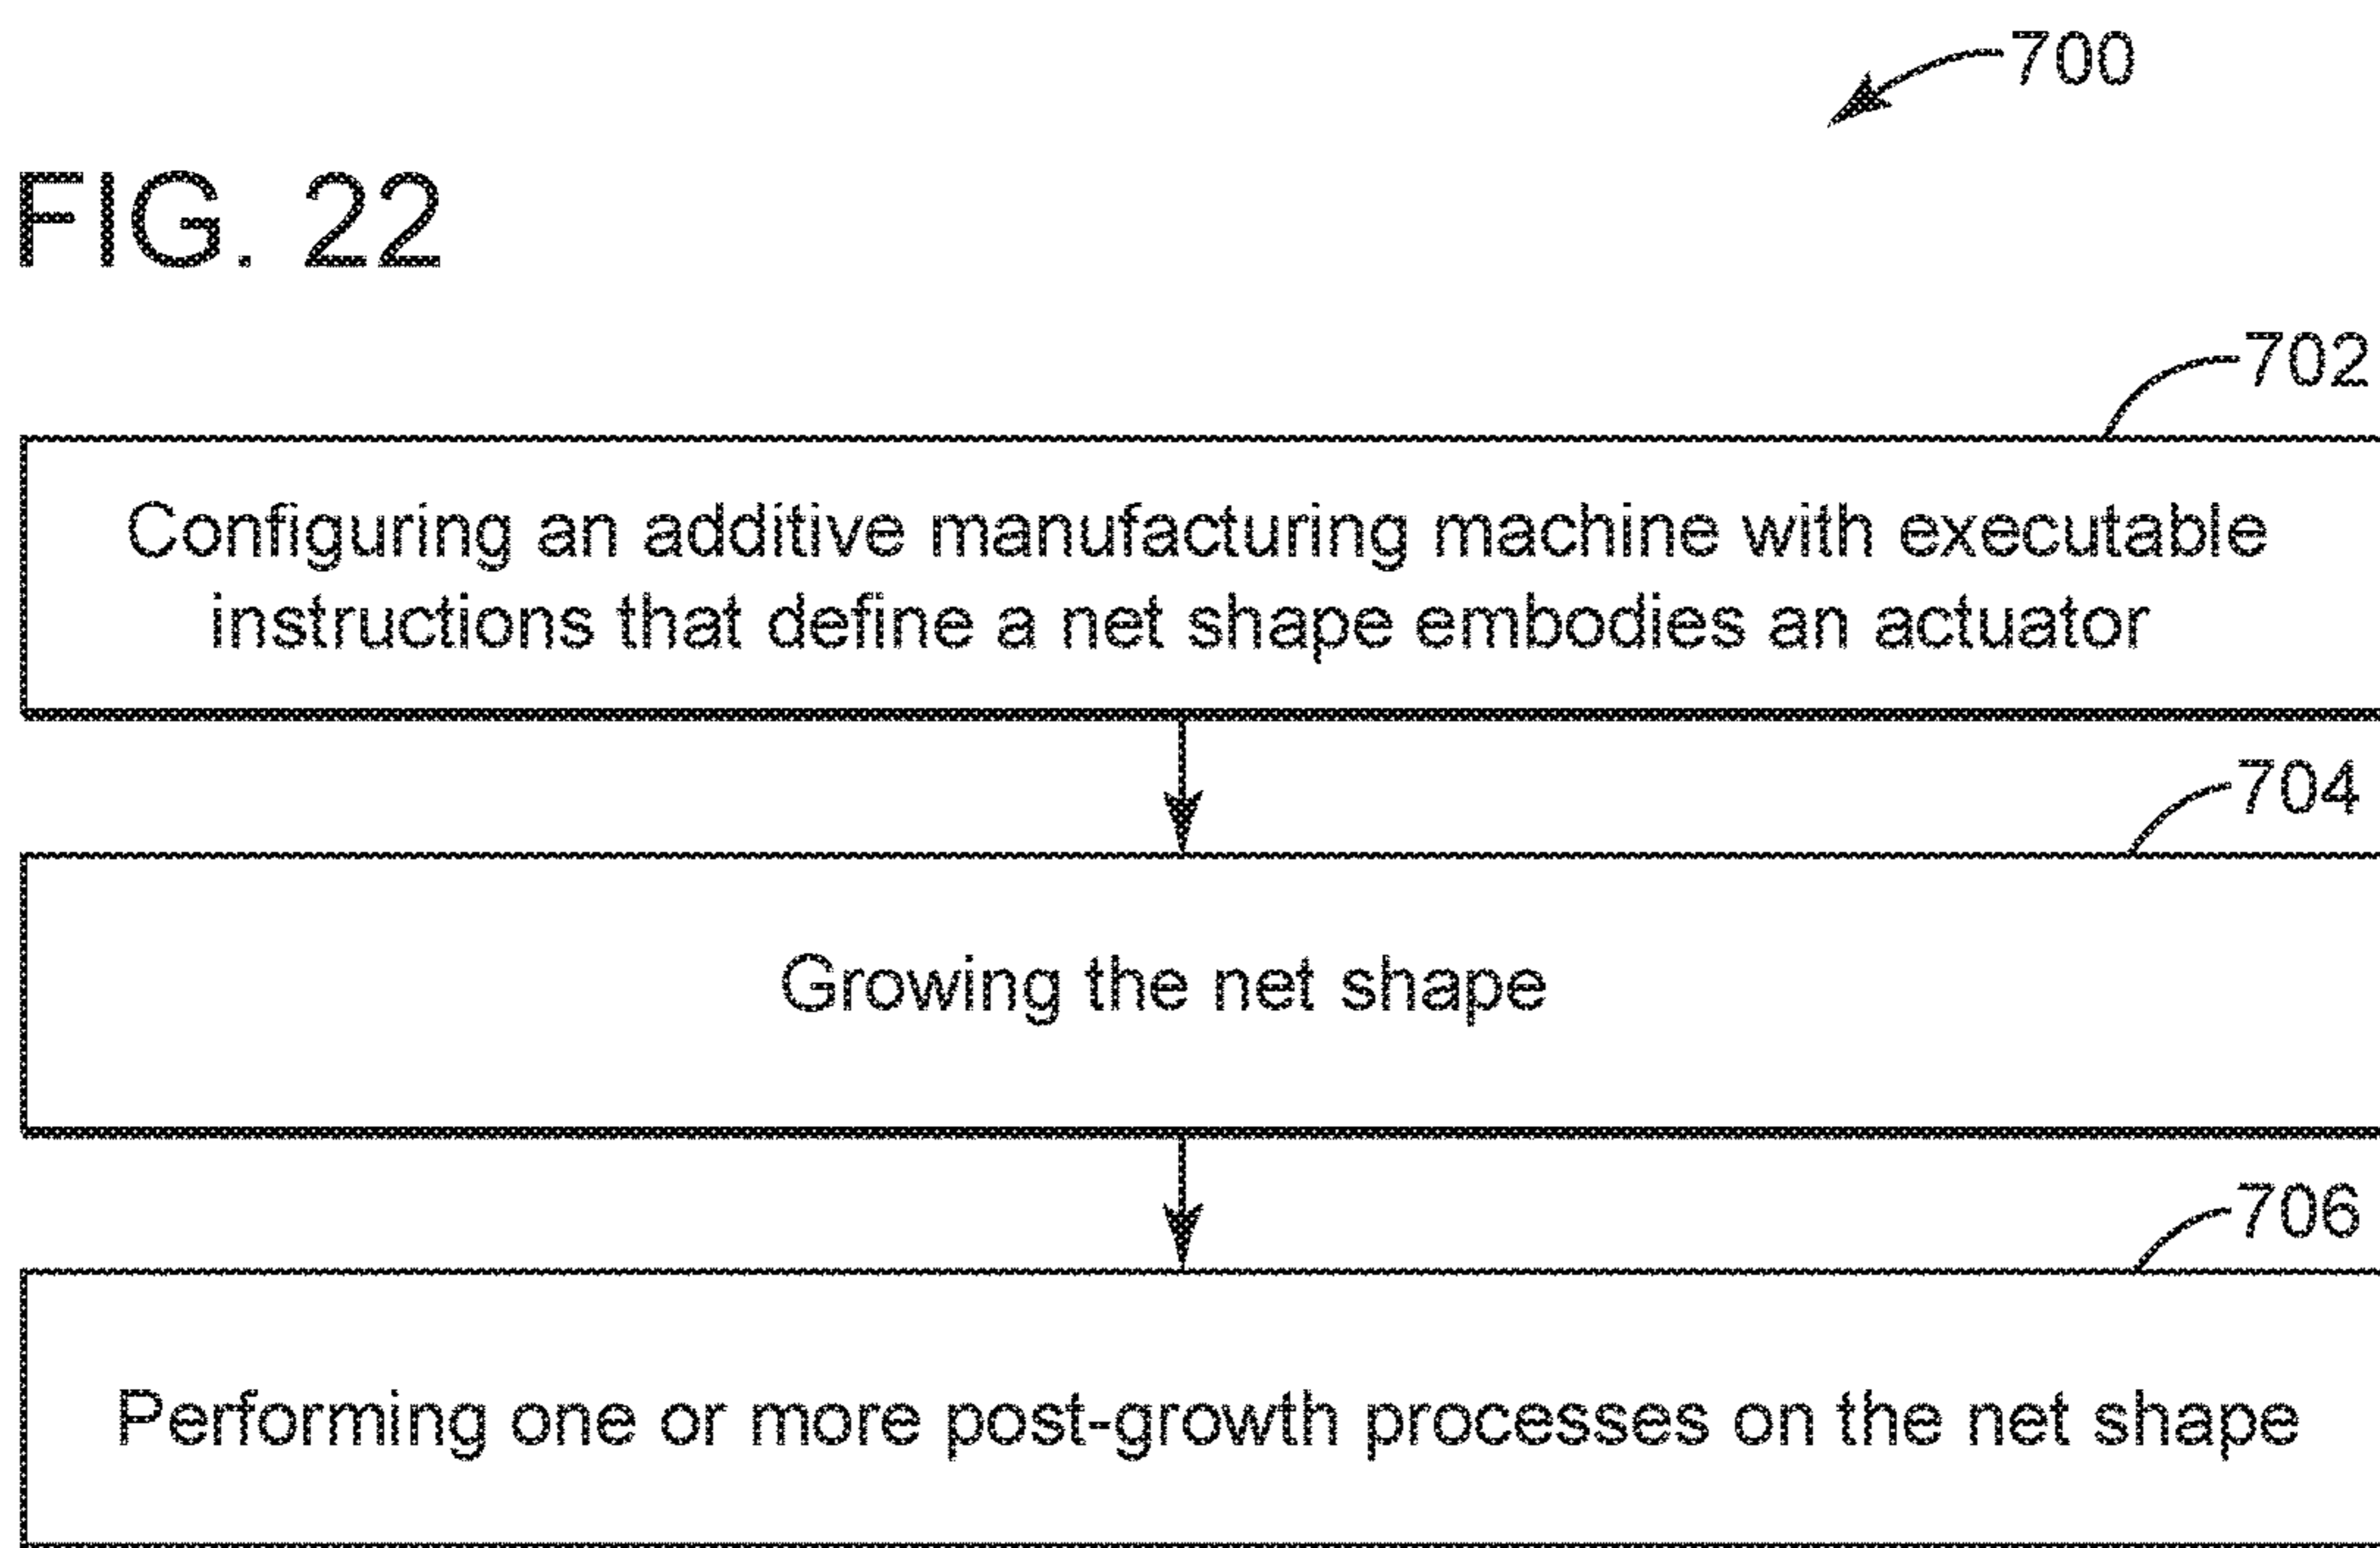 700
FIG. 22
702
Configuring an additive manufacturing machine with executable
instructions that define a net shape embodies an actuator
704
Growing the net shape
706
Performing one or more post-growth processes on the net shape